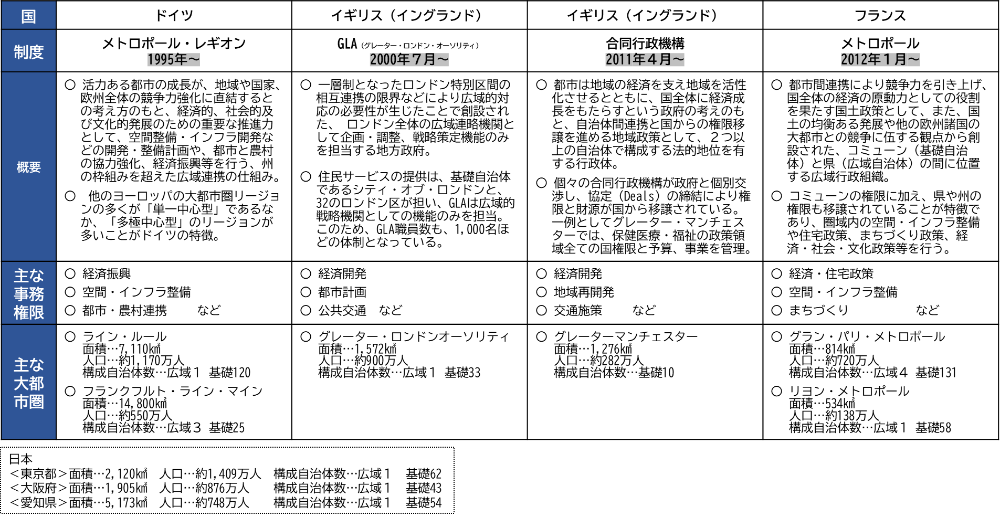 国
ドイツ
イギリス（イングランド）
イギリス（イングランド）
フランス
制度
メトロポール・レギオン
1995年～
GLA（グレーター・ロンドン・オーソリティ）
2000年７月～
合同行政機構
2011年４月～
メトロポール
2012年１月～
概要
○ 活力ある都市の成長が、地域や国家、
欧州全体の競争力強化に直結すると
の考え方のもと、経済的、社会的及
び文化的発展のための重要な推進力
として、空間整備・インフラ開発な
どの開発・整備計画や、都市と農村
の協力強化、経済振興等を行う、州
の枠組みを超えた広域連携の仕組み。
○ 他のヨーロッパの大都市圏リージョ
ンの多くが「単一中心型」であるな
か、「多極中心型」のリージョンが
多いことがドイツの特徴。
○ 一層制となったロンドン特別区間の
相互連携の限界などにより広域的対
応の必要性が生じたことで創設され
た、 ロンドン全体の広域連略機関と
して企画・調整、戦略策定機能のみ
を担当する地方政府。
○ 住民サービスの提供は、基礎自治体
であるシティ・オブ・ロンドンと、
32のロンドン区が担い、GLAは広域的
戦略機関としての機能のみを担当。
このため、GLA職員数も、1,000名ほ
どの体制となっている。
○ 都市は地域の経済を支え地域を活性
化させるとともに、国全体に経済成
長をもたらすという政府の考えのも
と、自治体間連携と国からの権限移
譲を進める地域政策として、２つ以
上の自治体で構成する法的地位を有
する行政体。
○ 個々の合同行政機構が政府と個別交
渉し、協定（Deals）の締結により権
限と財源が国から移譲されている。
一例としてグレーター・マンチェス
ターでは、保健医療・福祉の政策領
域全ての国権限と予算、事業を管理。
○ 都市間連携により競争力を引き上げ、
国全体の経済の原動力としての役割
を果たす国土政策として、また、国
土の均衡ある発展や他の欧州諸国の
大都市との競争に伍する観点から創
設された、コミューン（基礎自治
体）と県（広域自治体）の間に位置
する広域行政組織。
○ コミューンの権限に加え、県や州の
権限も移譲されていることが特徴で
あり、圏域内の空間・インフラ整備
や住宅政策、まちづくり政策、経
済・社会・文化政策等を行う。
主な
事務
権限
○ 経済振興
○ 空間・インフラ整備
○ 都市・農村連携 など
○ 経済開発
○ 都市計画
○ 公共交通 など
○ 経済開発
○ 地域再開発
○ 交通施策 など
○ 経済・住宅政策
○ 空間・インフラ整備
○ まちづくり など
主な
大都
市圏
○ ライン・ルール
面積…7,110k㎡
人口…約1,170万人
構成自治体数…広域１ 基礎120
○ フランクフルト・ライン・マイン
面積…14,800k㎡
人口…約550万人
構成自治体数…広域３ 基礎25
○ グレーター・ロンドンオーソリティ
面積…1,572k㎡
人口…約900万人
構成自治体数…広域１ 基礎33
○ グレーターマンチェスター
面積…1,276k㎡
人口…約282万人
構成自治体数…基礎10
○ グラン・パリ・メトロポール
面積…814k㎡
人口…約720万人
構成自治体数…広域４ 基礎131
○ リヨン・メトロポール
面積…534k㎡
人口…約138万人
構成自治体数…広域１ 基礎58
日本
＜東京都＞面積…2,120k㎡ 人口…約1,409万人 構成自治体数…広域１ 基礎62
＜大阪府＞面積…1,905k㎡ 人口…約876万人 構成自治体数…広域１ 基礎43
＜愛知県＞面積…5,173k㎡ 人口…約748万人 構成自治体数…広域１ 基礎54